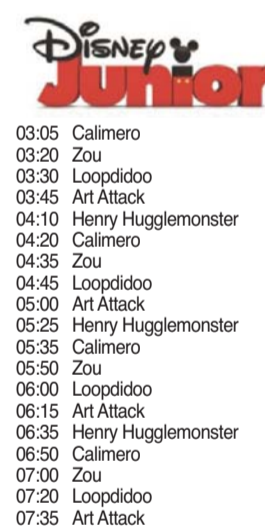 Disney
Junior
03:05 Calimero
03:20 Zou
03:30 Loopdidoo
03:45 Art Attack
04:10 Henry Hugglemonster
04:20 Calimero
04:35 Zou
04:45 Loopdidoo
05:00 Art Attack
05:25 Henry Hugglemonster
05:35 Calimero
05:50 Zou
06:00 Loopdidoo
06:15 Art Attack
06:35 Henry Hugglemonster
06:50 Calimero
07:00 Zou
07:20 Loopdidoo
07:35 Art Attack